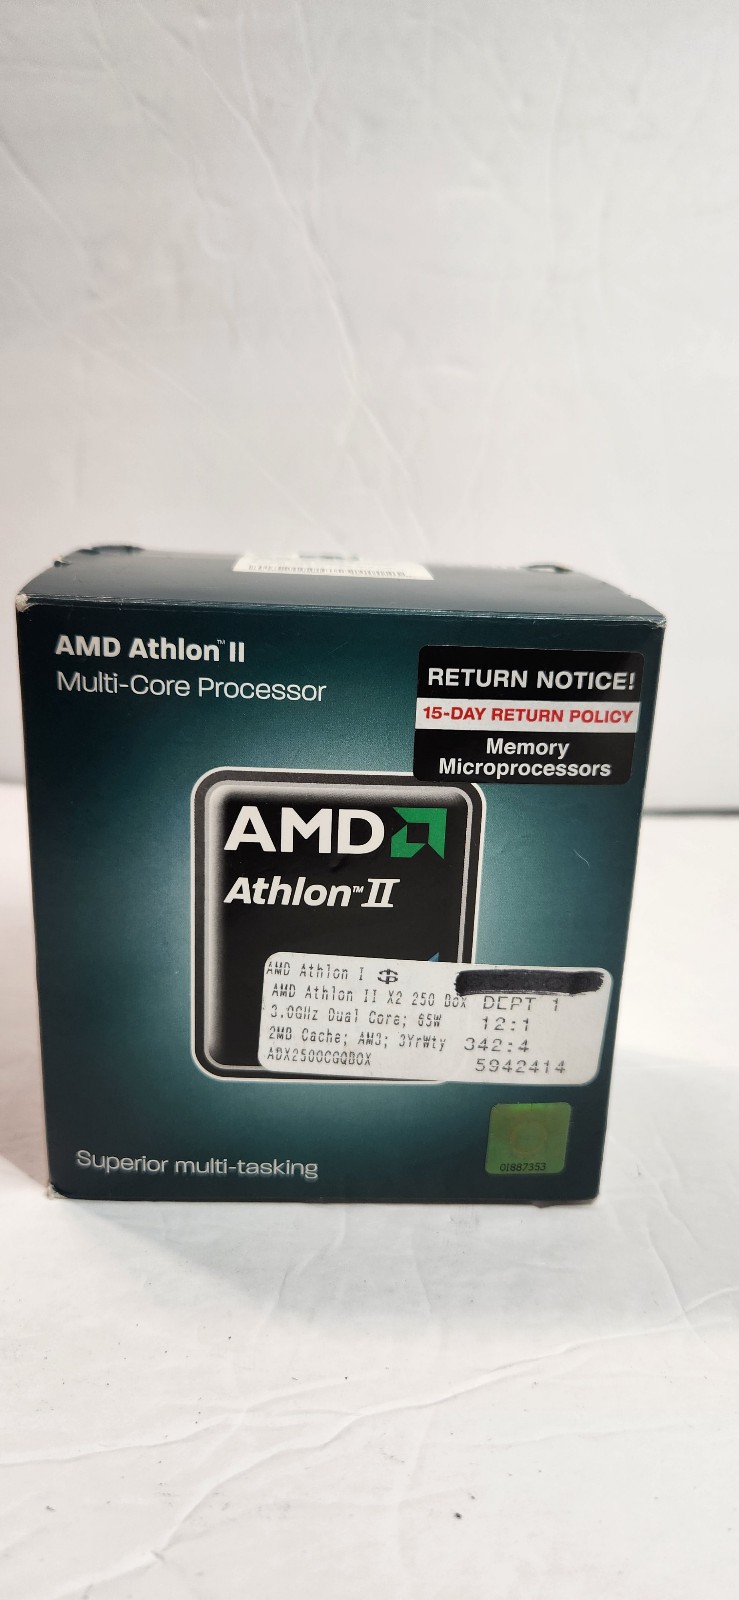 AMD Athlon™ II
Multi-Core Processor
RETURN NOTICE!
15-DAY RETURN POLICY
Memory
Microprocessors
AMD
Athlon™ II
AMD Athlon I $
AMD Athlon II X2 250 Box DEPT 1
3.0GHz Dual Core; 65W 12:1
2MB Cache; AM3; 3YrWty 342:4
ADX250OCGQBOX 5942414
Superior multi-tasking
01887353